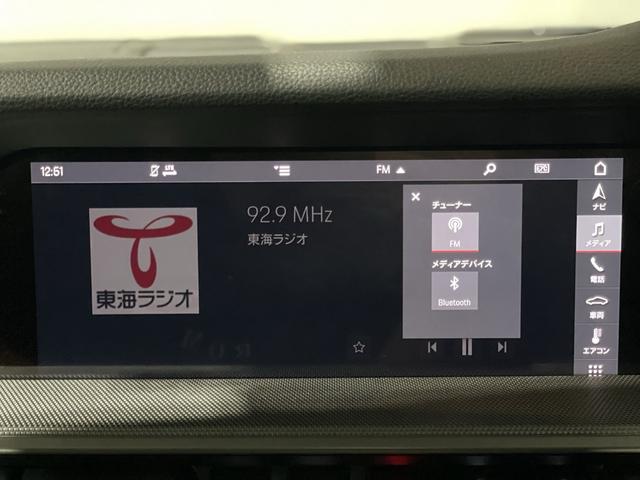 12:51
LTE
FM
92.9 MHz
東海ラジオ
東海ラジオ
チューナー
FM
メディアデバイス
Bluetooth
ナビ
メディア
電話
車両
エアコン